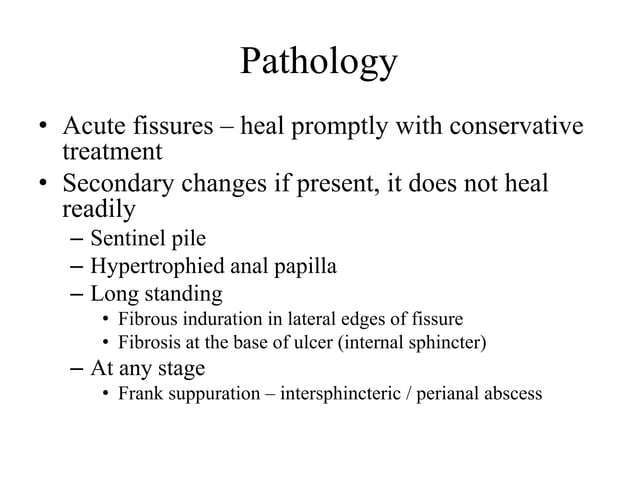 Pathology
• Acute fissures – heal promptly with conservative
treatment
• Secondary changes if present, it does not heal
readily
– Sentinel pile
– Hypertrophied anal papilla
– Long standing
• Fibrous induration in lateral edges of fissure
• Fibrosis at the base of ulcer (internal sphincter)
– At any stage
• Frank suppuration – intersphincteric / perianal abscess